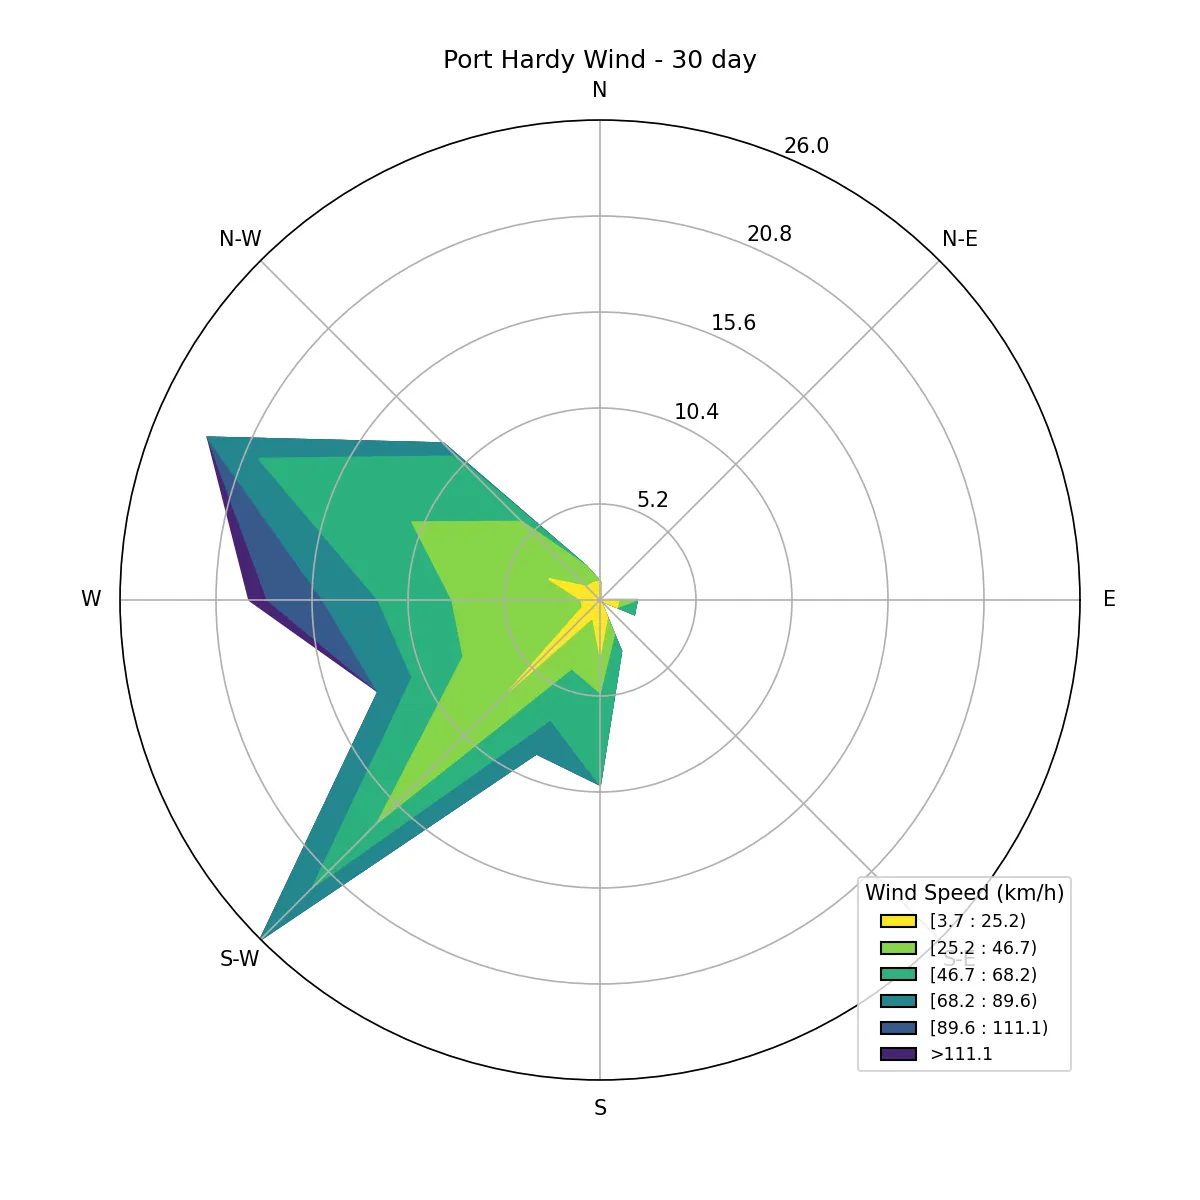 Port Hardy Wind - 30 day
N
26.0
N-W
N-E
20.8
15.6
10.4
5.2
W
E
S-W
S-E
S
Wind Speed (km/h)
[3.7 : 25.2)
[25.2 : 46.7)
[46.7 : 68.2)
[68.2 : 89.6)
[89.6 : 111.1)
>111.1